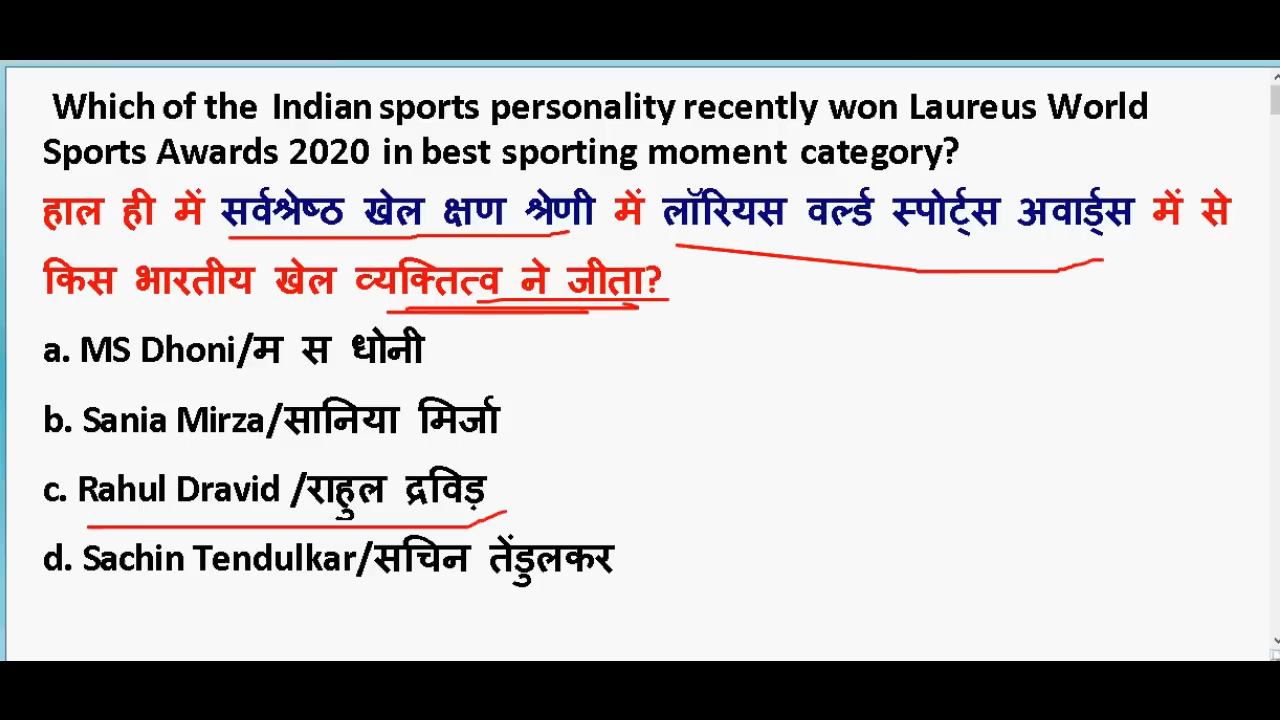 Which of the Indian sports personality recently won Laureus World
Sports Awards 2020 in best sporting moment category?
हाल ही में सर्वश्रेष्ठ खेल क्षण श्रेणी में लॉरियस वर्ल्ड स्पोर्ट्स अवार्ड्स में से
किस भारतीय खेल व्यक्तित्व ने जीता?
a. MS Dhoni/म स धोनी
b. Sania Mirza/सानिया मिर्जा
c. Rahul Dravid /राहुल द्रविड़
d. Sachin Tendulkar/सचिन तेंडुलकर